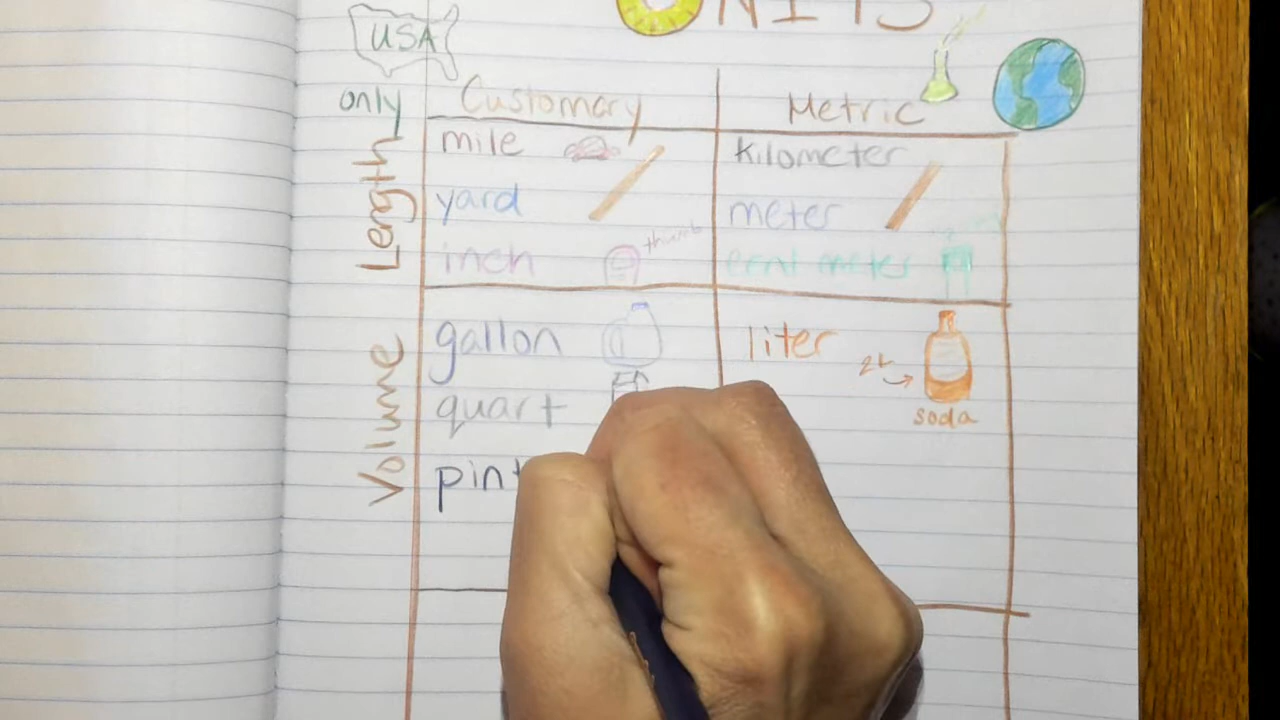 UNITS
USA
only Customary Metric
Length
mile kilometer
yard meter
inch thumb centimeter
Volume
gallon liter
2L
soda
quart
pint